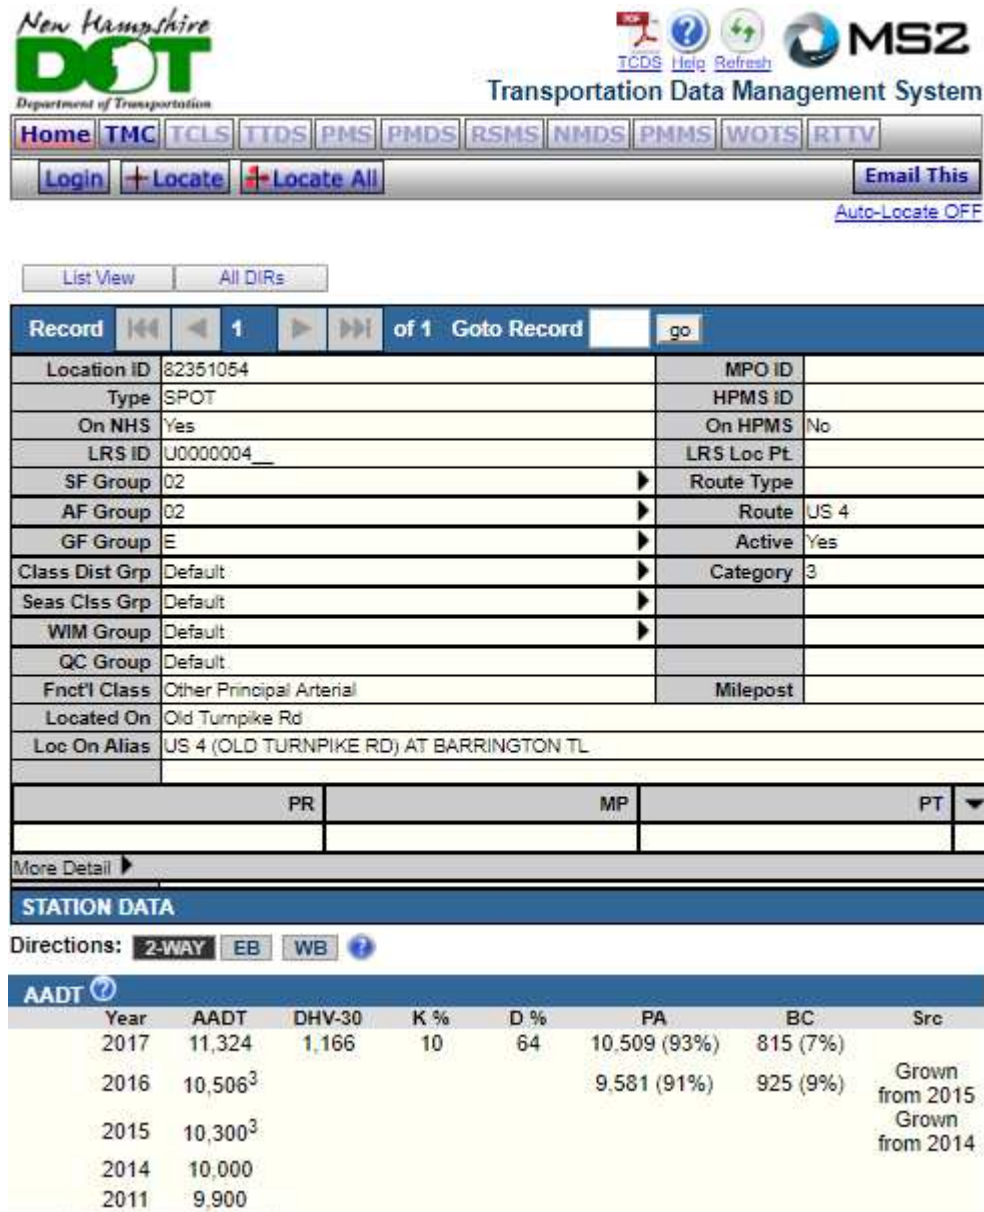 New Hampshire
DOT
Department of Transportation
TCDS Help Refresh
MS2
Transportation Data Management System
Home TMC TCLS TTDS PMS PMDS RSMS NMDS PMMS WOTS RTTV
Login Locate Locate All Email This
Auto-Locate OFF
List View All DIRs
Record 1 of 1 Goto Record go
Location ID 82351054 MPO ID
Type SPOT HPMS ID
On NHS Yes On HPMS No
LRS ID U0000004__ LRS Loc Pt.
SF Group 02 Route Type
AF Group 02 Route US 4
GF Group E Active Yes
Class Dist Grp Default Category 3
Seas Clss Grp Default
WIM Group Default
QC Group Default
Fnct'l Class Other Principal Arterial Milepost
Located On Old Turnpike Rd
Loc On Alias US 4 (OLD TURNPIKE RD) AT BARRINGTON TL
PR MP PT
More Detail
STATION DATA
Directions: 2-WAY EB WB ?
AADT ?
Year AADT DHV-30 K % D % PA BC Src
2017 11,324 1,166 10 64 10,509 (93%) 815 (7%)
2016 10,506³ 9,581 (91%) 925 (9%) Grown from 2015
2015 10,300³ Grown from 2014
2014 10,000
2011 9,900